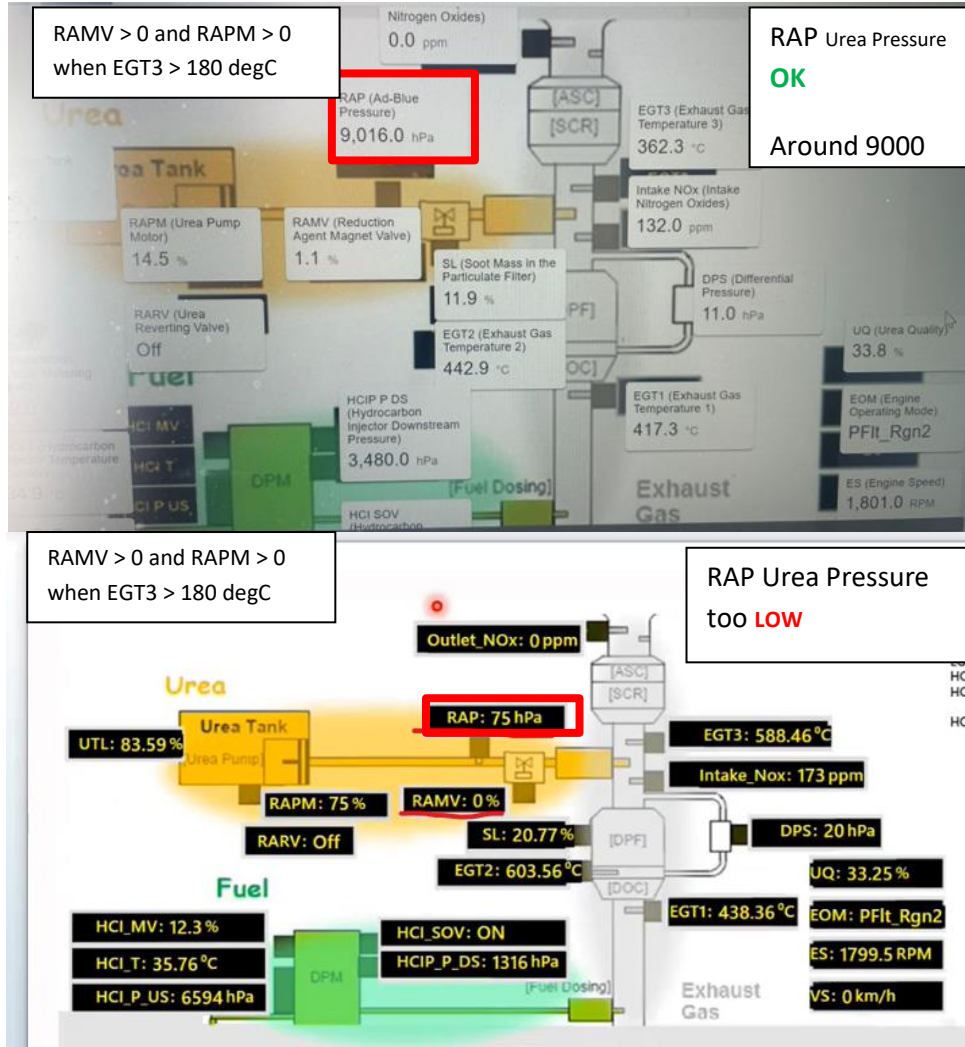 RAMV > 0 and RAPM > 0
when EGT3 > 180 degC
Nitrogen Oxides)
0.0 ppm
RAP Urea Pressure
OK
Around 9000
Urea
RAP (Ad-Blue
Pressure)
9,016.0 hPa
[ASC]
[SCR]
EGT3 (Exhaust Gas
Temperature 3)
362.3 °C
Tank
Intake NOx (Intake
Nitrogen Oxides)
132.0 ppm
RAPM (Urea Pump
Motor)
14.5 %
RAMV (Reduction
Agent Magnet Valve)
1.1 %
SL (Soot Mass in the
Particulate Filter)
11.9 %
DPS (Differential
Pressure)
11.0 hPa
PF]
RARV (Urea
Reverting Valve)
Off
EGT2 (Exhaust Gas
Temperature 2)
442.9 °C
UQ (Urea Quality)
33.8 %
OC]
Fuel
HCIP P DS
(Hydrocarbon
Injector Downstream
Pressure)
3,480.0 hPa
EGT1 (Exhaust Gas
Temperature 1)
417.3 °C
EOM (Engine
Operating Mode)
PFlt_Rgn2
HCI MV
HCI T
HCI P US
DPM
[Fuel Dosing]
Exhaust
Gas
ES (Engine Speed)
1,801.0 RPM
HCI SOV
(Hydrocarbon
RAMV > 0 and RAPM > 0
when EGT3 > 180 degC
RAP Urea Pressure
too LOW
Outlet_NOx: 0 ppm
[ASC]
[SCR]
HC
HC
HC
Urea
Urea Tank
RAP: 75 hPa
UTL: 83.59 %
[Urea Pump]
EGT3: 588.46 °C
Intake_Nox: 173 ppm
RAPM: 75 %
RAMV: 0 %
RARV: Off
SL: 20.77 %
[DPF]
DPS: 20 hPa
EGT2: 603.56 °C
[DOC]
UQ: 33.25 %
Fuel
EGT1: 438.36 °C
EOM: PFlt_Rgn2
HCI_MV: 12.3 %
HCI_SOV: ON
ES: 1799.5 RPM
HCI_T: 35.76 °C
HCIP_P_DS: 1316 hPa
DPM
HCI_P_US: 6594 hPa
[Fuel Dosing]
Exhaust
Gas
VS: 0 km/h